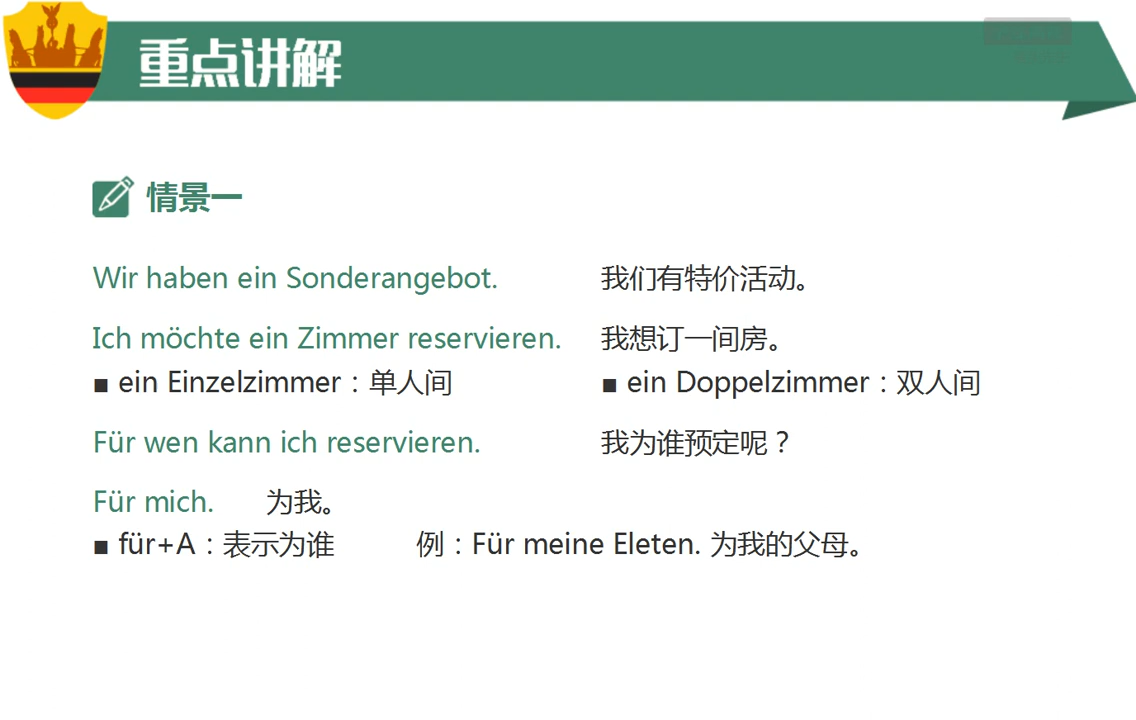 重点讲解
情景一
Wir haben ein Sonderangebot. 我们有特价活动。
Ich möchte ein Zimmer reservieren. 我想订一间房。
■ ein Einzelzimmer：单人间 ■ ein Doppelzimmer：双人间
Für wen kann ich reservieren. 我为谁预定呢？
Für mich. 为我。
■ für+A：表示为谁 例：Für meine Eleten. 为我的父母。